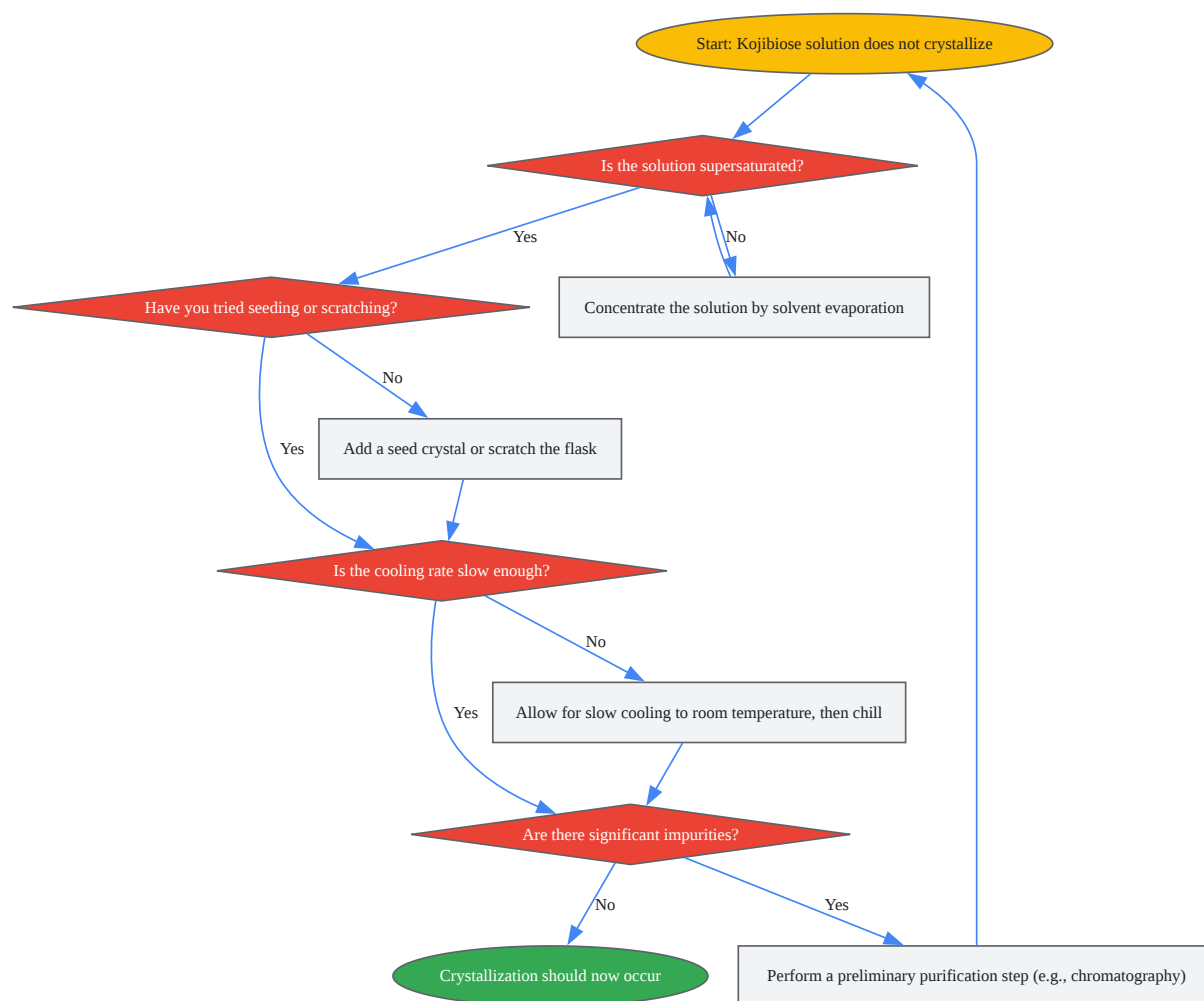 Start: Kojibiose solution does not crystallize
Is the solution supersaturated?
Yes
No
Have you tried seeding or scratching?
Concentrate the solution by solvent evaporation
No
Yes
Add a seed crystal or scratch the flask
Is the cooling rate slow enough?
No
Yes
Allow for slow cooling to room temperature, then chill
Are there significant impurities?
No
Yes
Crystallization should now occur
Perform a preliminary purification step (e.g., chromatography)